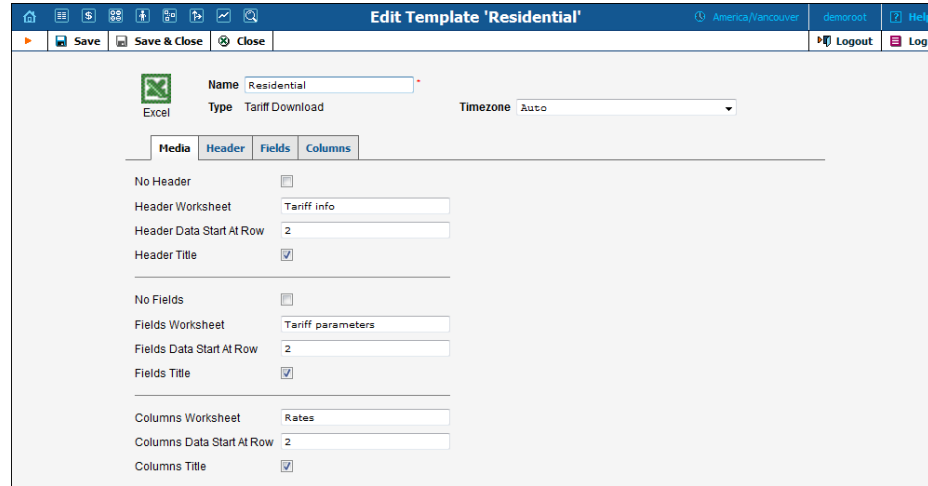 Edit Template 'Residential' America/Vancouver demoroot ? Help
Save Save & Close Close Logout Log
Name Residential *
Excel Type Tariff Download Timezone Auto
Media Header Fields Columns
No Header
Header Worksheet Tariff info
Header Data Start At Row 2
Header Title
No Fields
Fields Worksheet Tariff parameters
Fields Data Start At Row 2
Fields Title
Columns Worksheet Rates
Columns Data Start At Row 2
Columns Title